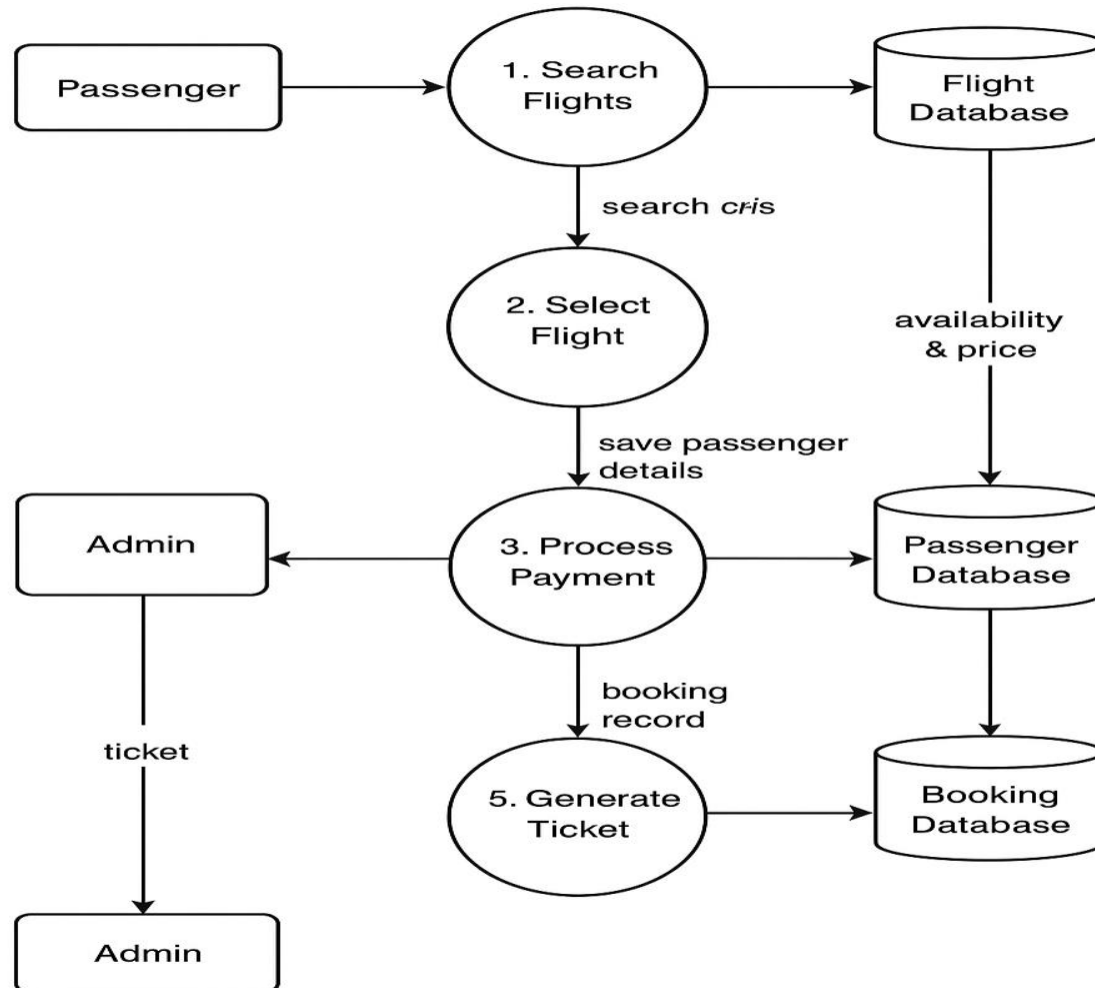 Passenger
1. Search
Flights
Flight
Database
search
2. Select
Flight
availability
& price
save passenger
details
Admin
3. Process
Payment
Passenger
Database
booking
record
ticket
5. Generate
Ticket
Booking
Database
Admin